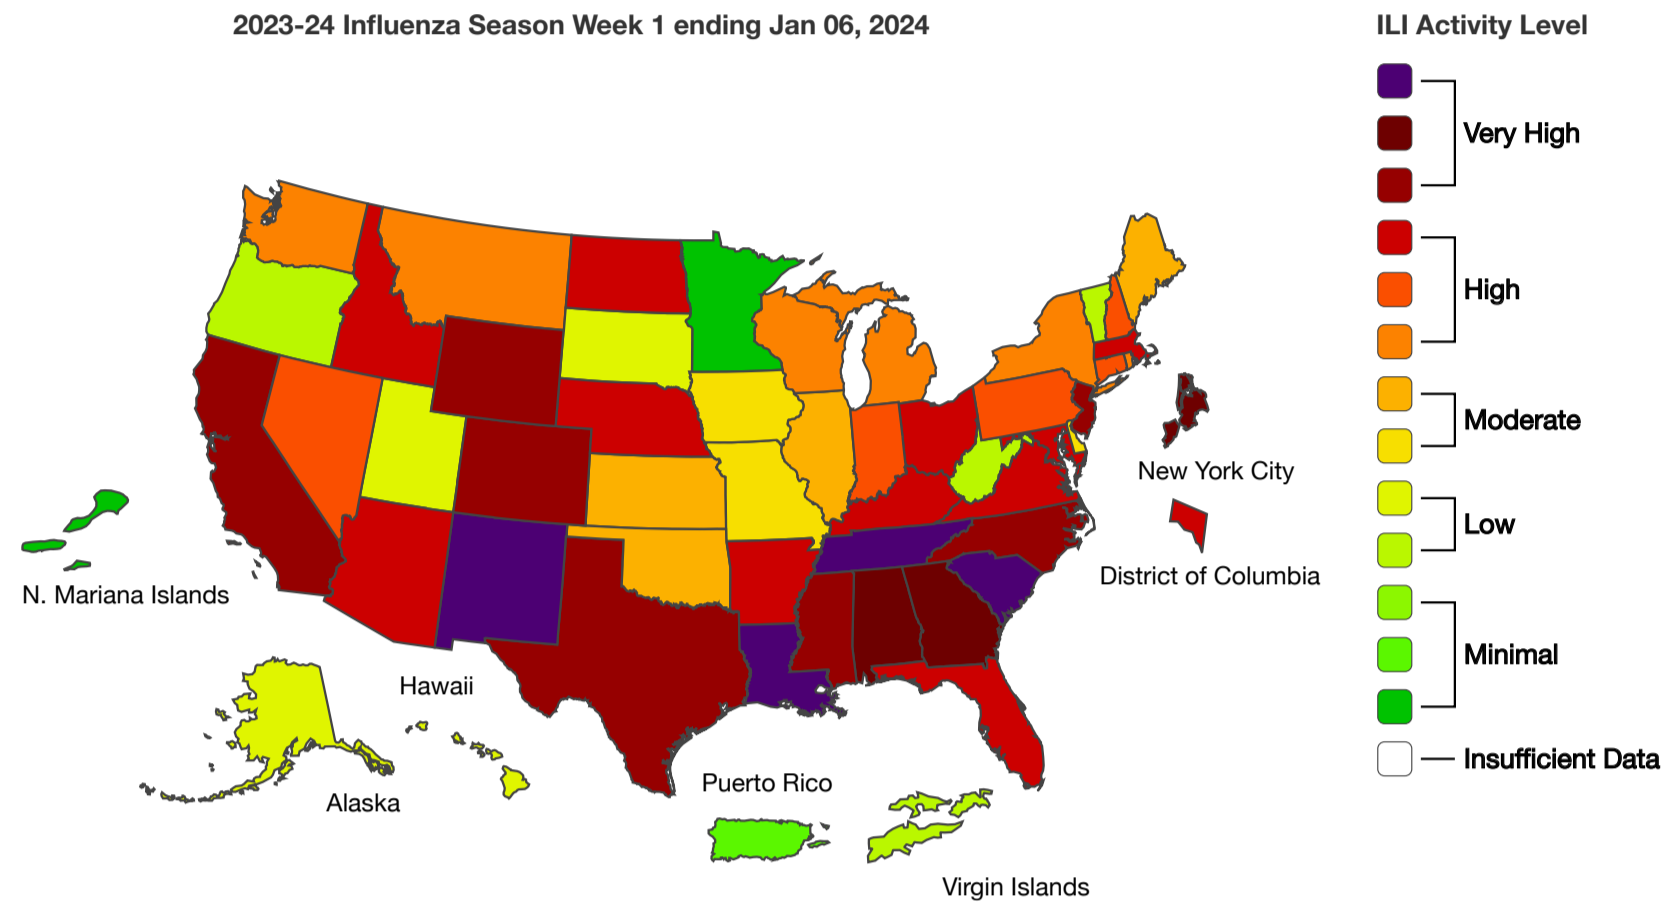 2023-24 Influenza Season Week 1 ending Jan 06, 2024
ILI Activity Level
Very High
High
Moderate
Low
Minimal
Insufficient Data
New York City
District of Columbia
N. Mariana Islands
Hawaii
Alaska
Puerto Rico
Virgin Islands